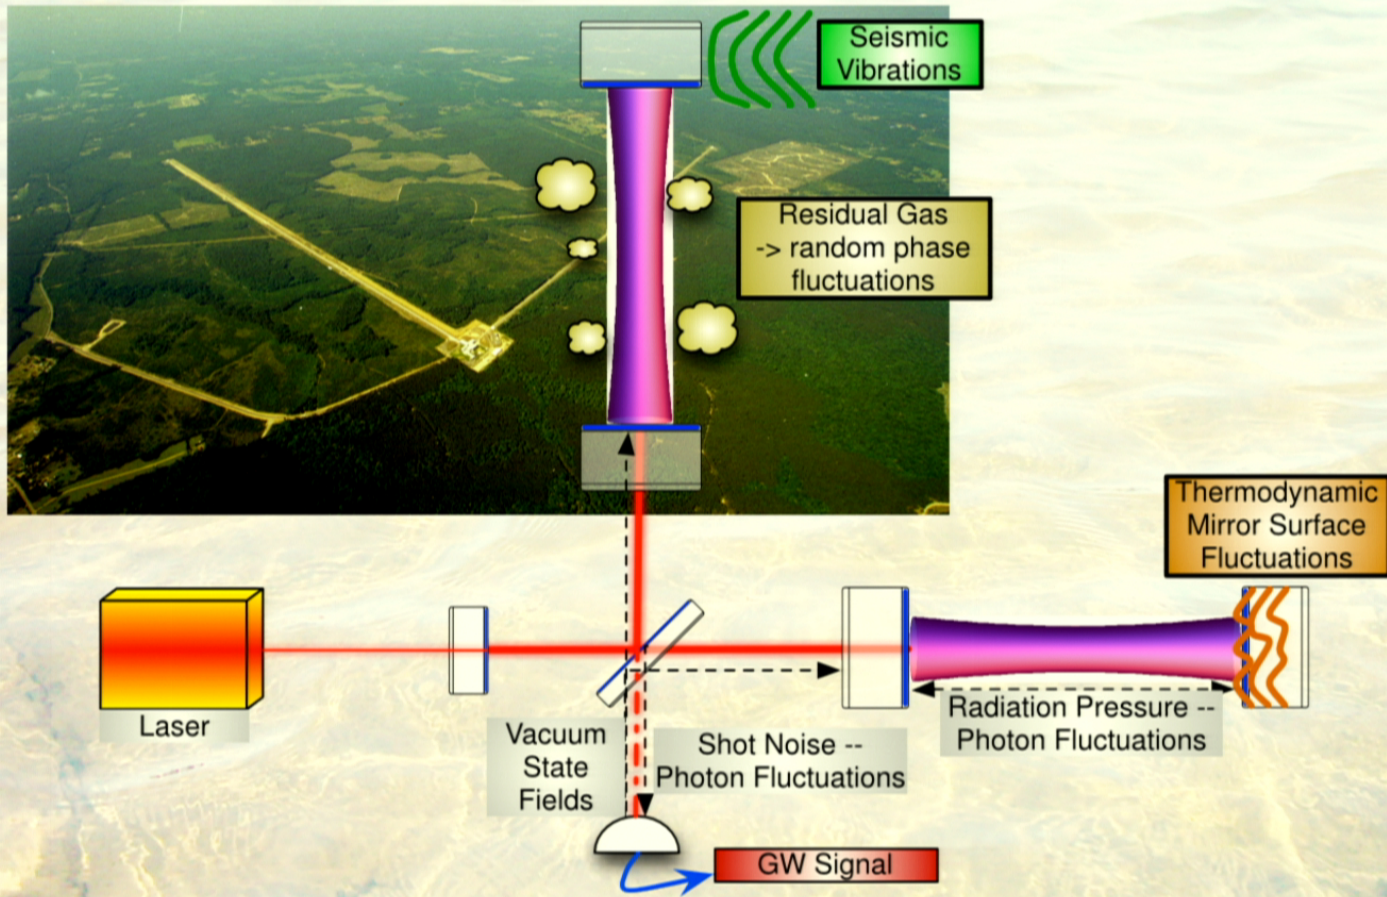 Seismic
Vibrations
Residual Gas
-> random phase
fluctuations
Thermodynamic
Mirror Surface
Fluctuations
Laser
Vacuum
State
Fields
Shot Noise --
Photon Fluctuations
Radiation Pressure --
Photon Fluctuations
GW Signal